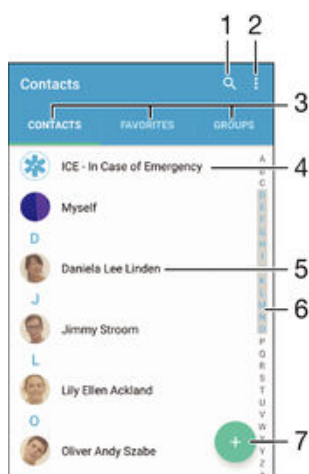 1 2
Contacts
3
CONTACTS FAVORITES GROUPS
ICE - In Case of Emergency
4
Myself
D
Daniela Lee Linden
5
J
Jimmy Stroom
6
L
Lily Ellen Ackland
O
Oliver Andy Szabe
+
7
A
B
C
D
E
F
G
H
I
K
L
M
N
O
P
Q
R
S
T
U
V
W
Y
Z